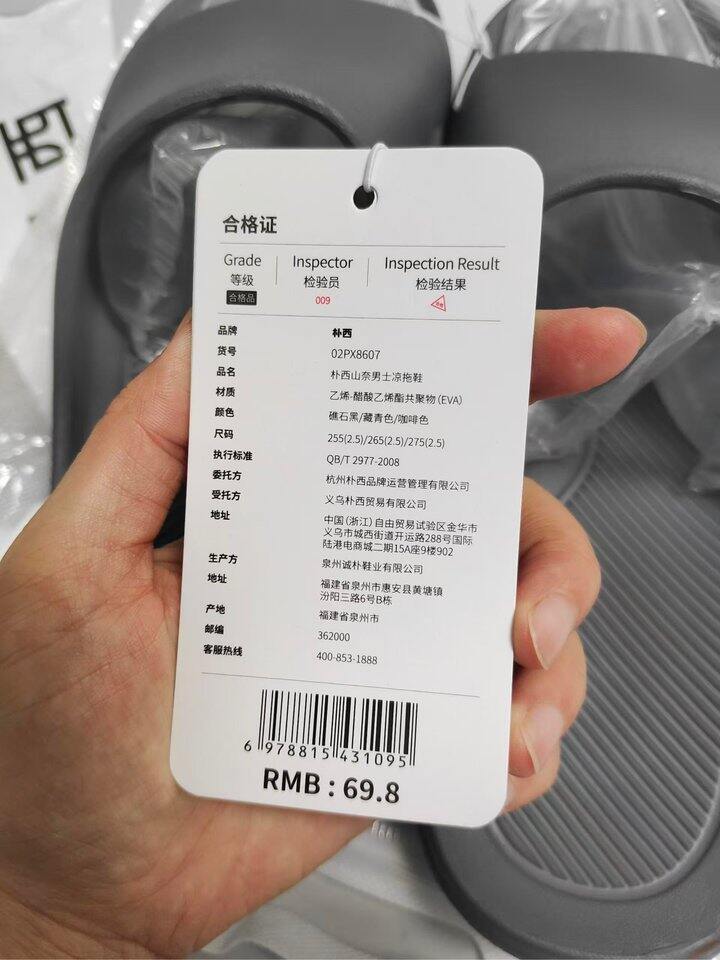 合格证
Grade Inspector Inspection Result
等级 检验员 检验结果
合格品 009
品牌 朴西
货号 02PX8607
品名 朴西山奈男士凉拖鞋
材质 乙烯-醋酸乙烯酯共聚物(EVA)
颜色 礁石黑/藏青色/咖啡色
尺码 255(2.5)/265(2.5)/275(2.5)
执行标准 QB/T 2977-2008
委托方 杭州朴西品牌运营管理有限公司
受托方 义乌朴西贸易有限公司
地址 中国(浙江)自由贸易试验区金华市
义乌市城西街道开运路288号国际
陆港电商城二期15A座9楼902
生产方 泉州诚朴鞋业有限公司
地址 福建省泉州市惠安县黄塘镇
汾阳三路6号B栋
产地 福建省泉州市
邮编 362000
客服热线 400-853-1888
6 978815 431095
RMB : 69.8